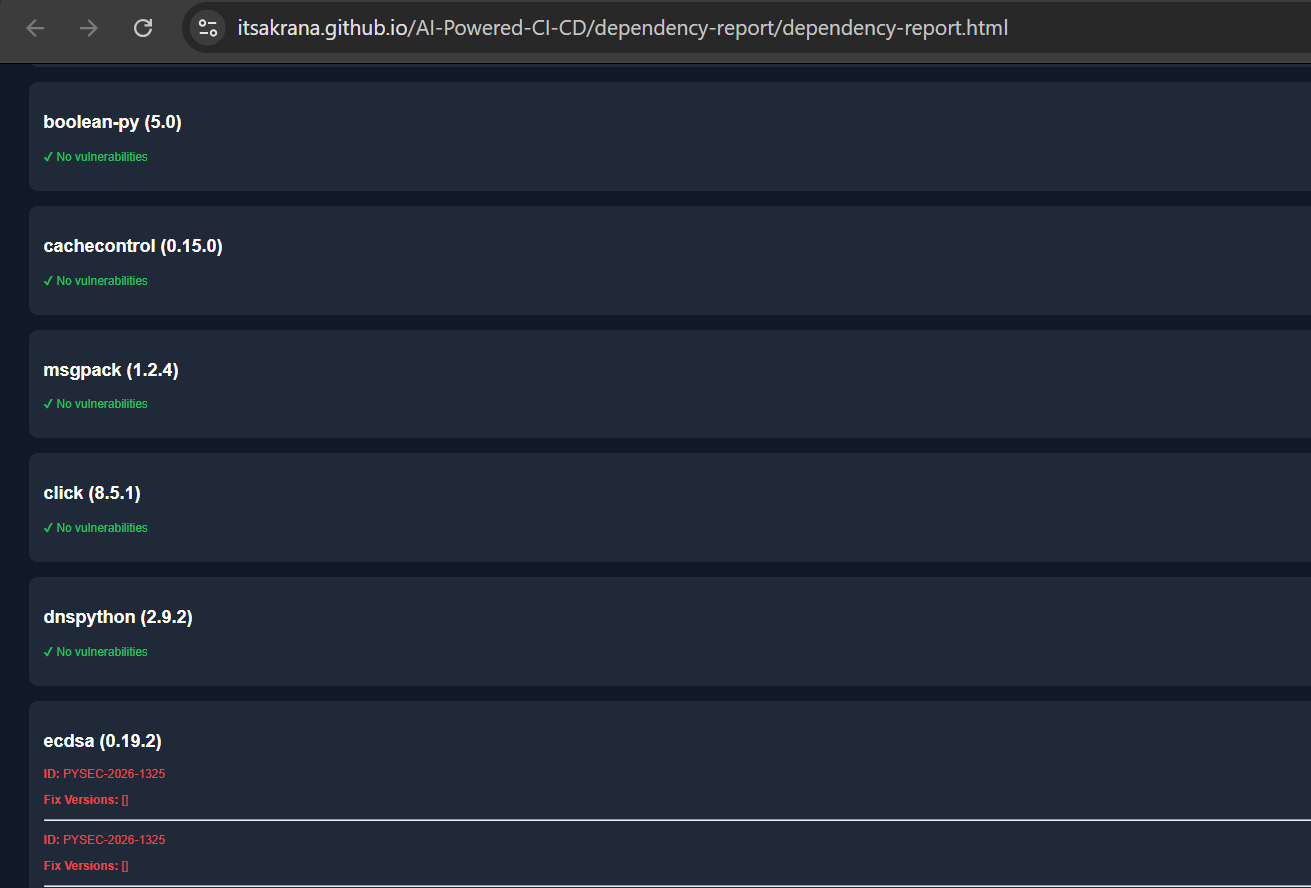 itsakrana.github.io/AI-Powered-CI-CD/dependency-report/dependency-report.html
boolean-py (5.0)
✓ No vulnerabilities
cachecontrol (0.15.0)
✓ No vulnerabilities
msgpack (1.2.4)
✓ No vulnerabilities
click (8.5.1)
✓ No vulnerabilities
dnspython (2.9.2)
✓ No vulnerabilities
ecdsa (0.19.2)
ID: PYSEC-2026-1325
Fix Versions: []
ID: PYSEC-2026-1325
Fix Versions: []